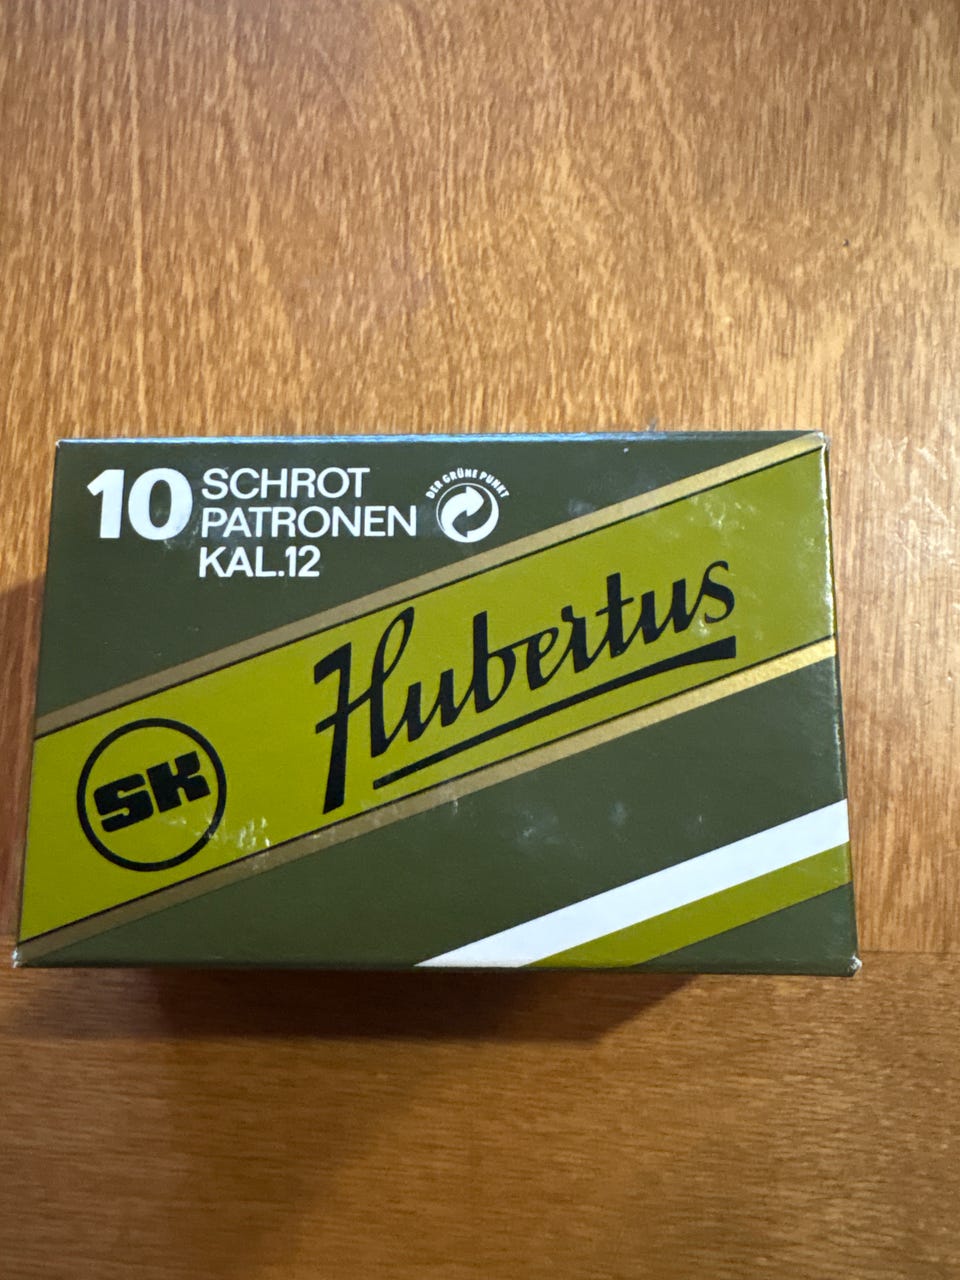 10 SCHROT
PATRONEN
KAL.12
DER GRÜNE PUNKT
Hubertus
SK